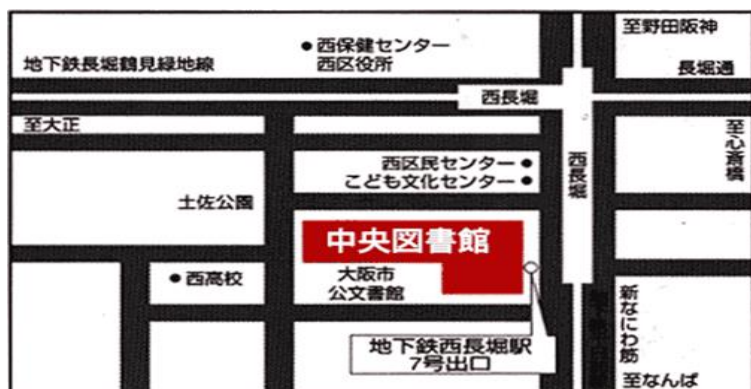 至野田阪神
西保健センター
西区役所
地下鉄長堀鶴見緑地線
長堀通
西長堀
至大正
至心斎橋
西区民センター
こども文化センター
西長堀
土佐公園
中央図書館
西高校
大阪市
公文書館
新なにわ筋
地下鉄西長堀駅
7号出口
至なんば